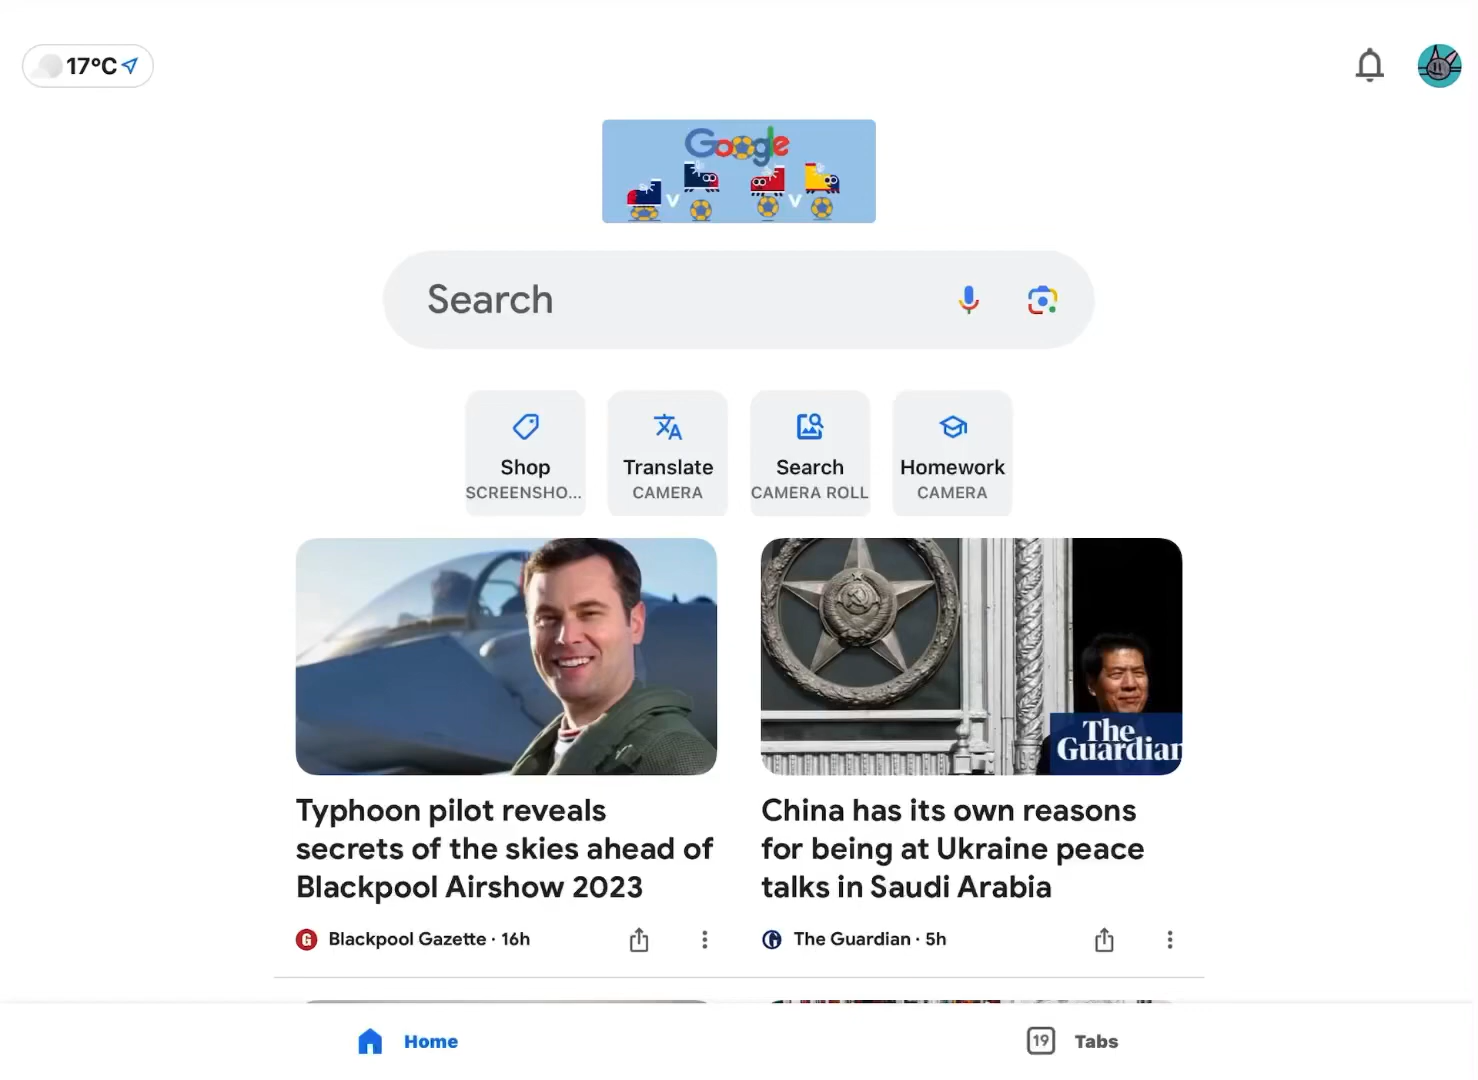 17°C
Google
v v
Search
Shop
SCREENSHO...
Translate
CAMERA
Search
CAMERA ROLL
Homework
CAMERA
The
Guardian
Typhoon pilot reveals
secrets of the skies ahead of
Blackpool Airshow 2023
G Blackpool Gazette · 16h
China has its own reasons
for being at Ukraine peace
talks in Saudi Arabia
G The Guardian · 5h
Home
19 Tabs